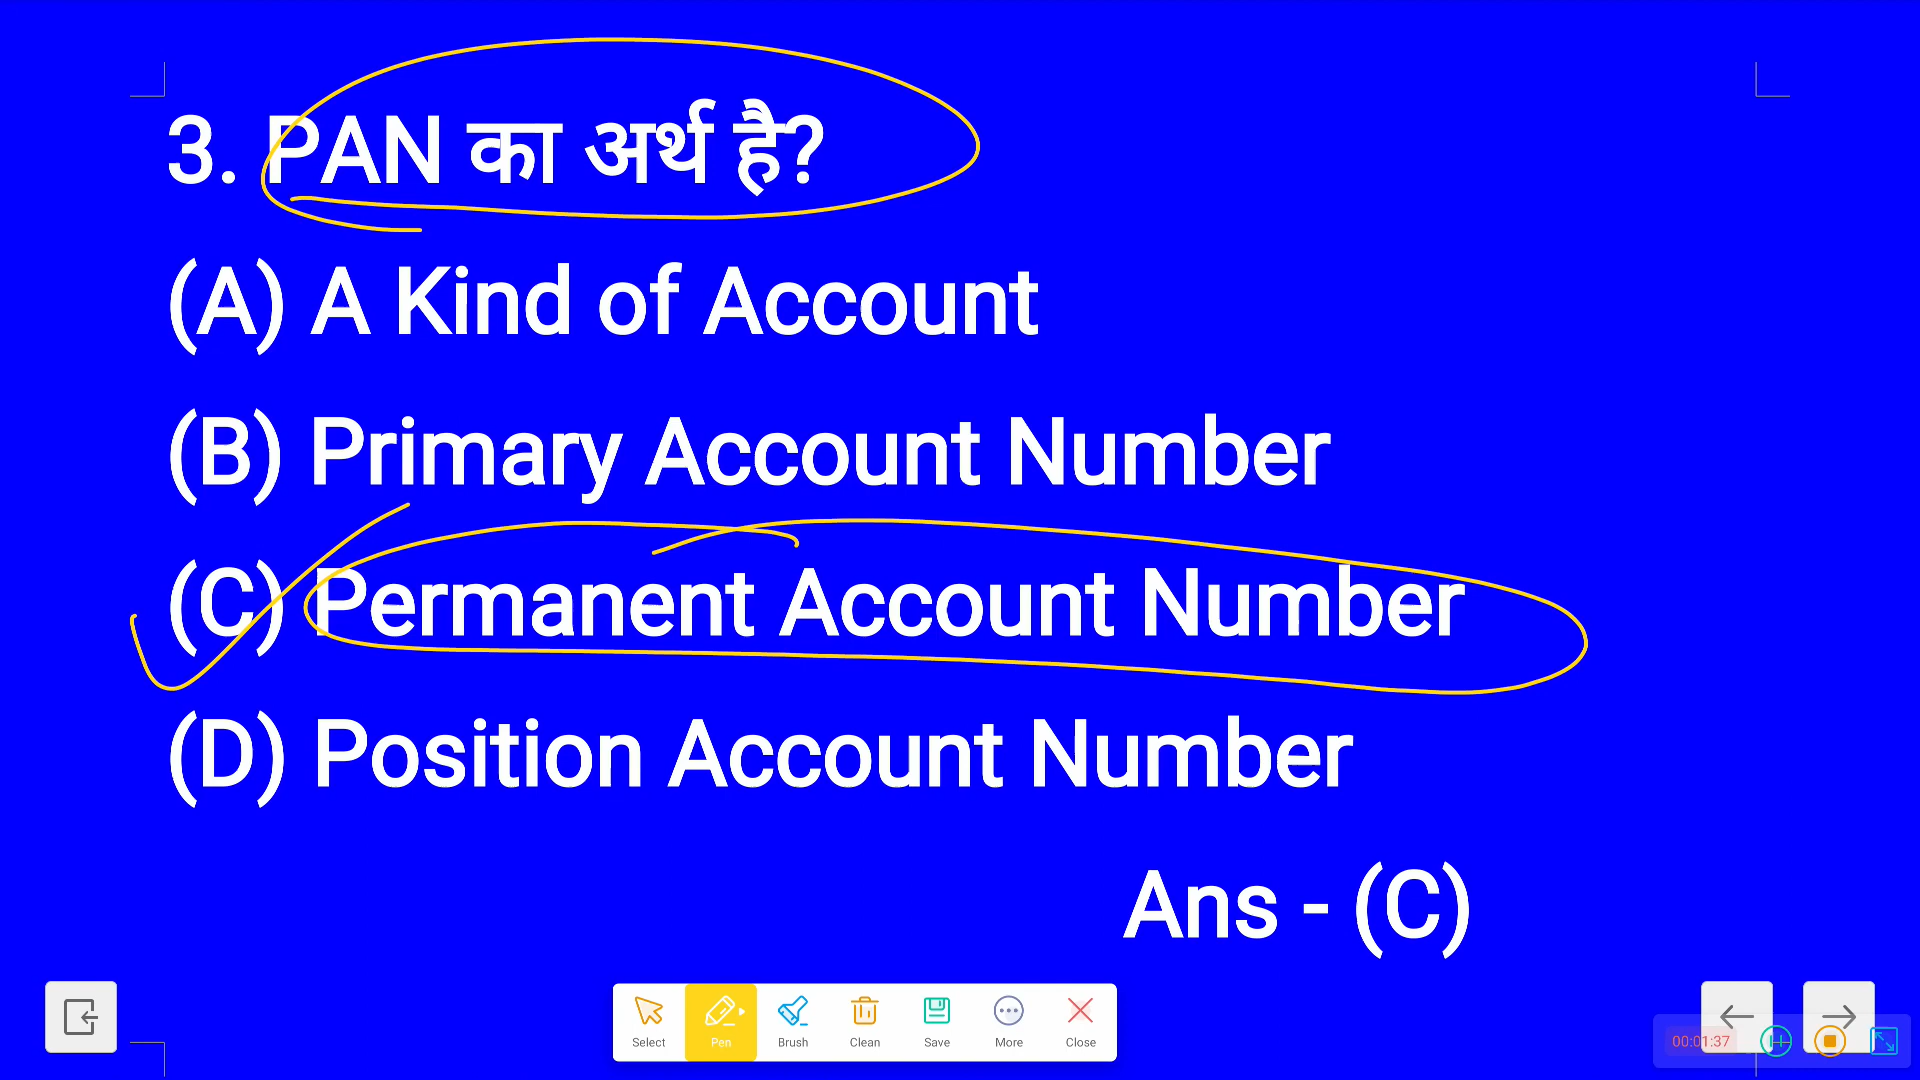 3. PAN का अर्थ है?
(A) A Kind of Account
(B) Primary Account Number
(C) Permanent Account Number
(D) Position Account Number
Ans - (C)
Select Pen Brush Clean Save More Close
00:01:37